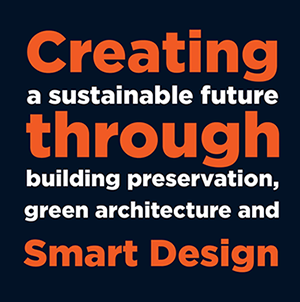 Creating
a sustainable future
through
building preservation,
green architecture and
Smart Design